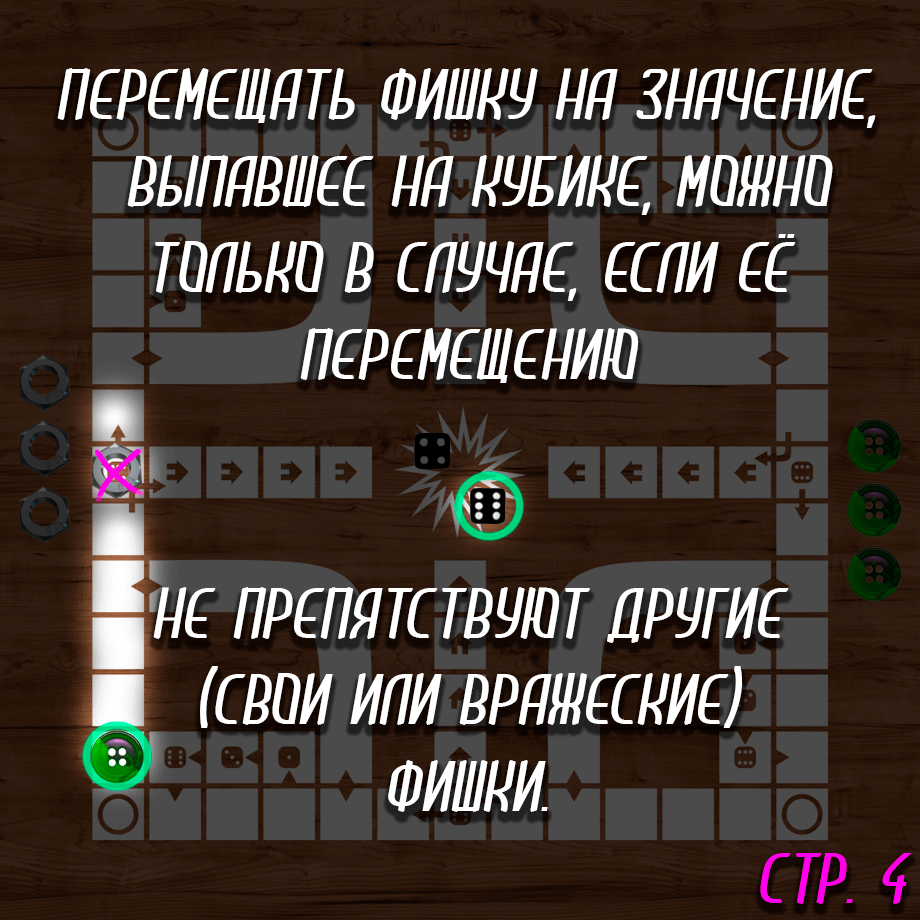 ПЕРЕМЕЩАТЬ ФИШКУ НА ЗНАЧЕНИЕ,
ВЫПАВШЕЕ НА КУБИКЕ, МОЖНО
ТОЛЬКО В СЛУЧАЕ, ЕСЛИ ЕЁ
ПЕРЕМЕЩЕНИЮ
НЕ ПРЕПЯТСТВУЮТ ДРУГИЕ
(СВОИ ИЛИ ВРАЖЕСКИЕ)
ФИШКИ.
СТР. 4